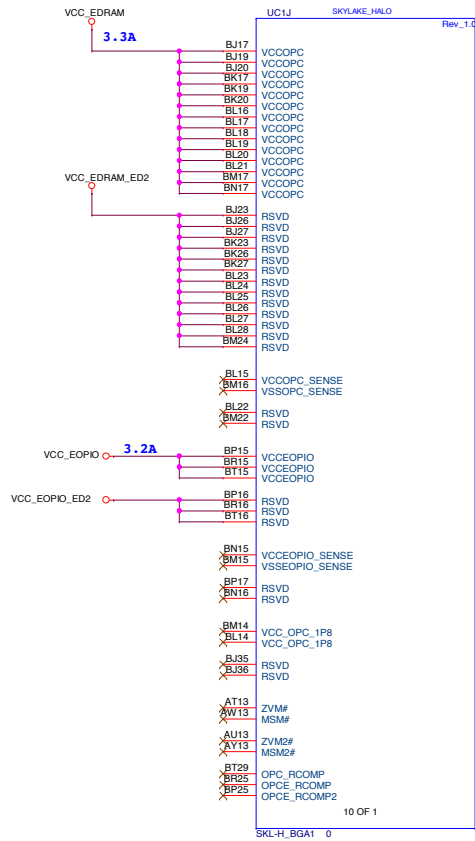 VCC_EDRAM
UC1J
SKYLAKE_HALO
Rev_1.0
3.3A
BJ17 VCCOPC
BJ19 VCCOPC
BJ20 VCCOPC
BK17 VCCOPC
BK19 VCCOPC
BK20 VCCOPC
BL16 VCCOPC
BL17 VCCOPC
BL18 VCCOPC
BL19 VCCOPC
BL20 VCCOPC
BL21 VCCOPC
BM17 VCCOPC
BN17 VCCOPC
VCC_EDRAM_ED2
BJ23 RSVD
BJ26 RSVD
BJ27 RSVD
BK23 RSVD
BK26 RSVD
BK27 RSVD
BL23 RSVD
BL24 RSVD
BL25 RSVD
BL26 RSVD
BL27 RSVD
BL28 RSVD
BM24 RSVD
BL15 VCCOPC_SENSE
BM16 VSSOPC_SENSE
BL22 RSVD
BM22 RSVD
VCC_EOPIO
3.2A
BP15 VCCEOPIO
BR15 VCCEOPIO
BT15 VCCEOPIO
VCC_EOPIO_ED2
BP16 RSVD
BR16 RSVD
BT16 RSVD
BN15 VCCEOPIO_SENSE
BM15 VSSEOPIO_SENSE
BP17 RSVD
BN16 RSVD
BM14 VCC_OPC_1P8
BL14 VCC_OPC_1P8
BJ35 RSVD
BJ36 RSVD
AT13 ZVM#
AW13 MSM#
AU13 ZVM2#
AY13 MSM2#
BT29 OPC_RCOMP
BR25 OPCE_RCOMP
BP25 OPCE_RCOMP2
10 OF 1
SKL-H_BGA1 0